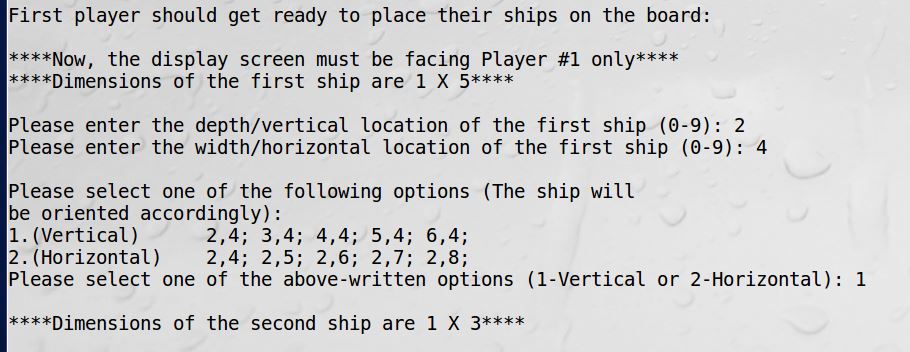 First player should get ready to place their ships on the board:
****Now, the display screen must be facing Player #1 only****
****Dimensions of the first ship are 1 X 5****
Please enter the depth/vertical location of the first ship (0-9): 2
Please enter the width/horizontal location of the first ship (0-9): 4
Please select one of the following options (The ship will
be oriented accordingly):
1.(Vertical)      2,4; 3,4; 4,4; 5,4; 6,4;
2.(Horizontal)    2,4; 2,5; 2,6; 2,7; 2,8;
Please select one of the above-written options (1-Vertical or 2-Horizontal): 1
****Dimensions of the second ship are 1 X 3****